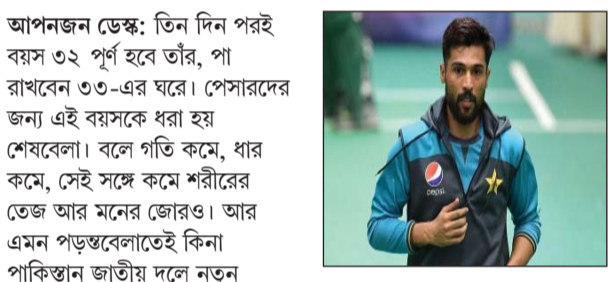 আপনজন ডেস্ক: তিন দিন পরই
বয়স ৩২ পূর্ণ হবে তাঁর, পা
রাখবেন ৩৩-এর ঘরে। পেসারদের
জন্য এই বয়সকে ধরা হয়
শেষবেলা। বলে গতি কমে, ধার
কমে, সেই সঙ্গে কমে শরীরের
তেজ আর মনের জোরও। আর
এমন পড়ন্তবেলাতেই কিনা
পাকিস্তান জাতীয় দলে নতুন
pepsi